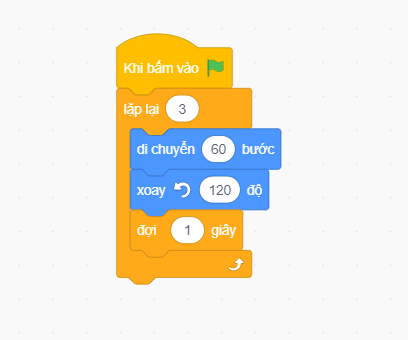 Khi bấm vào
lặp lại 3
di chuyển 60 bước
xoay 120 độ
đợi 1 giây